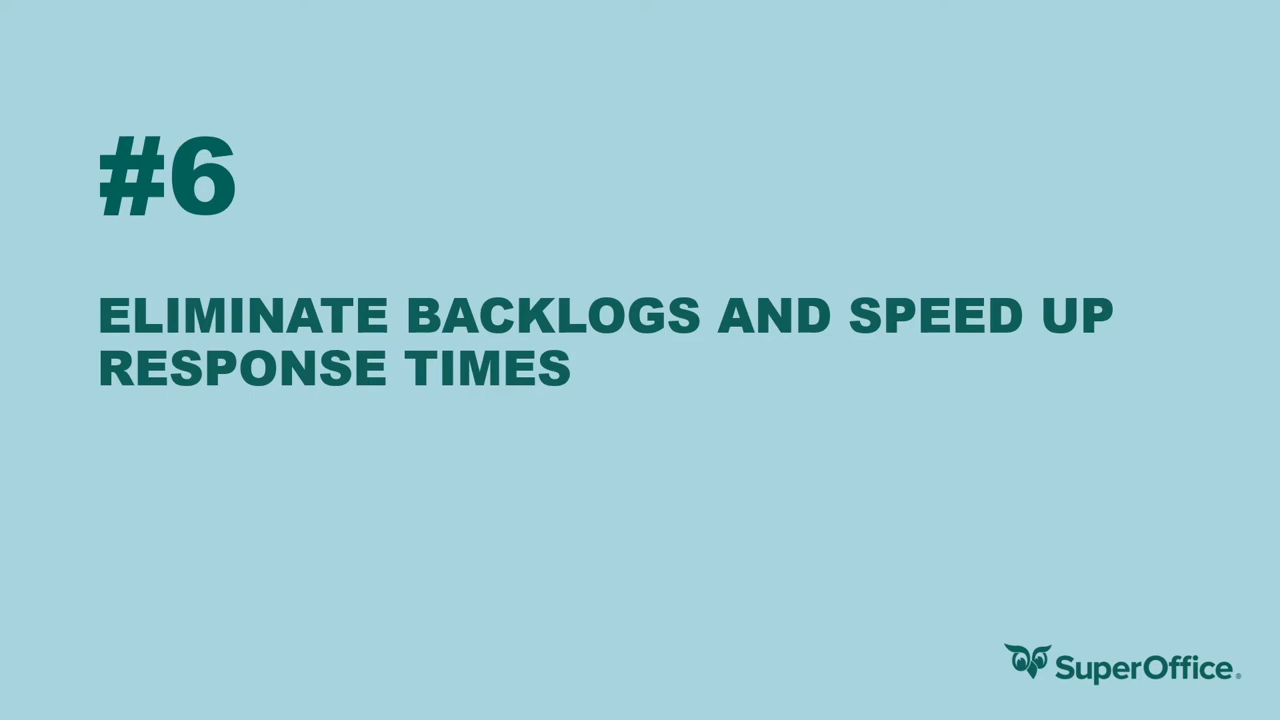 #6
ELIMINATE BACKLOGS AND SPEED UP
RESPONSE TIMES
SuperOffice®